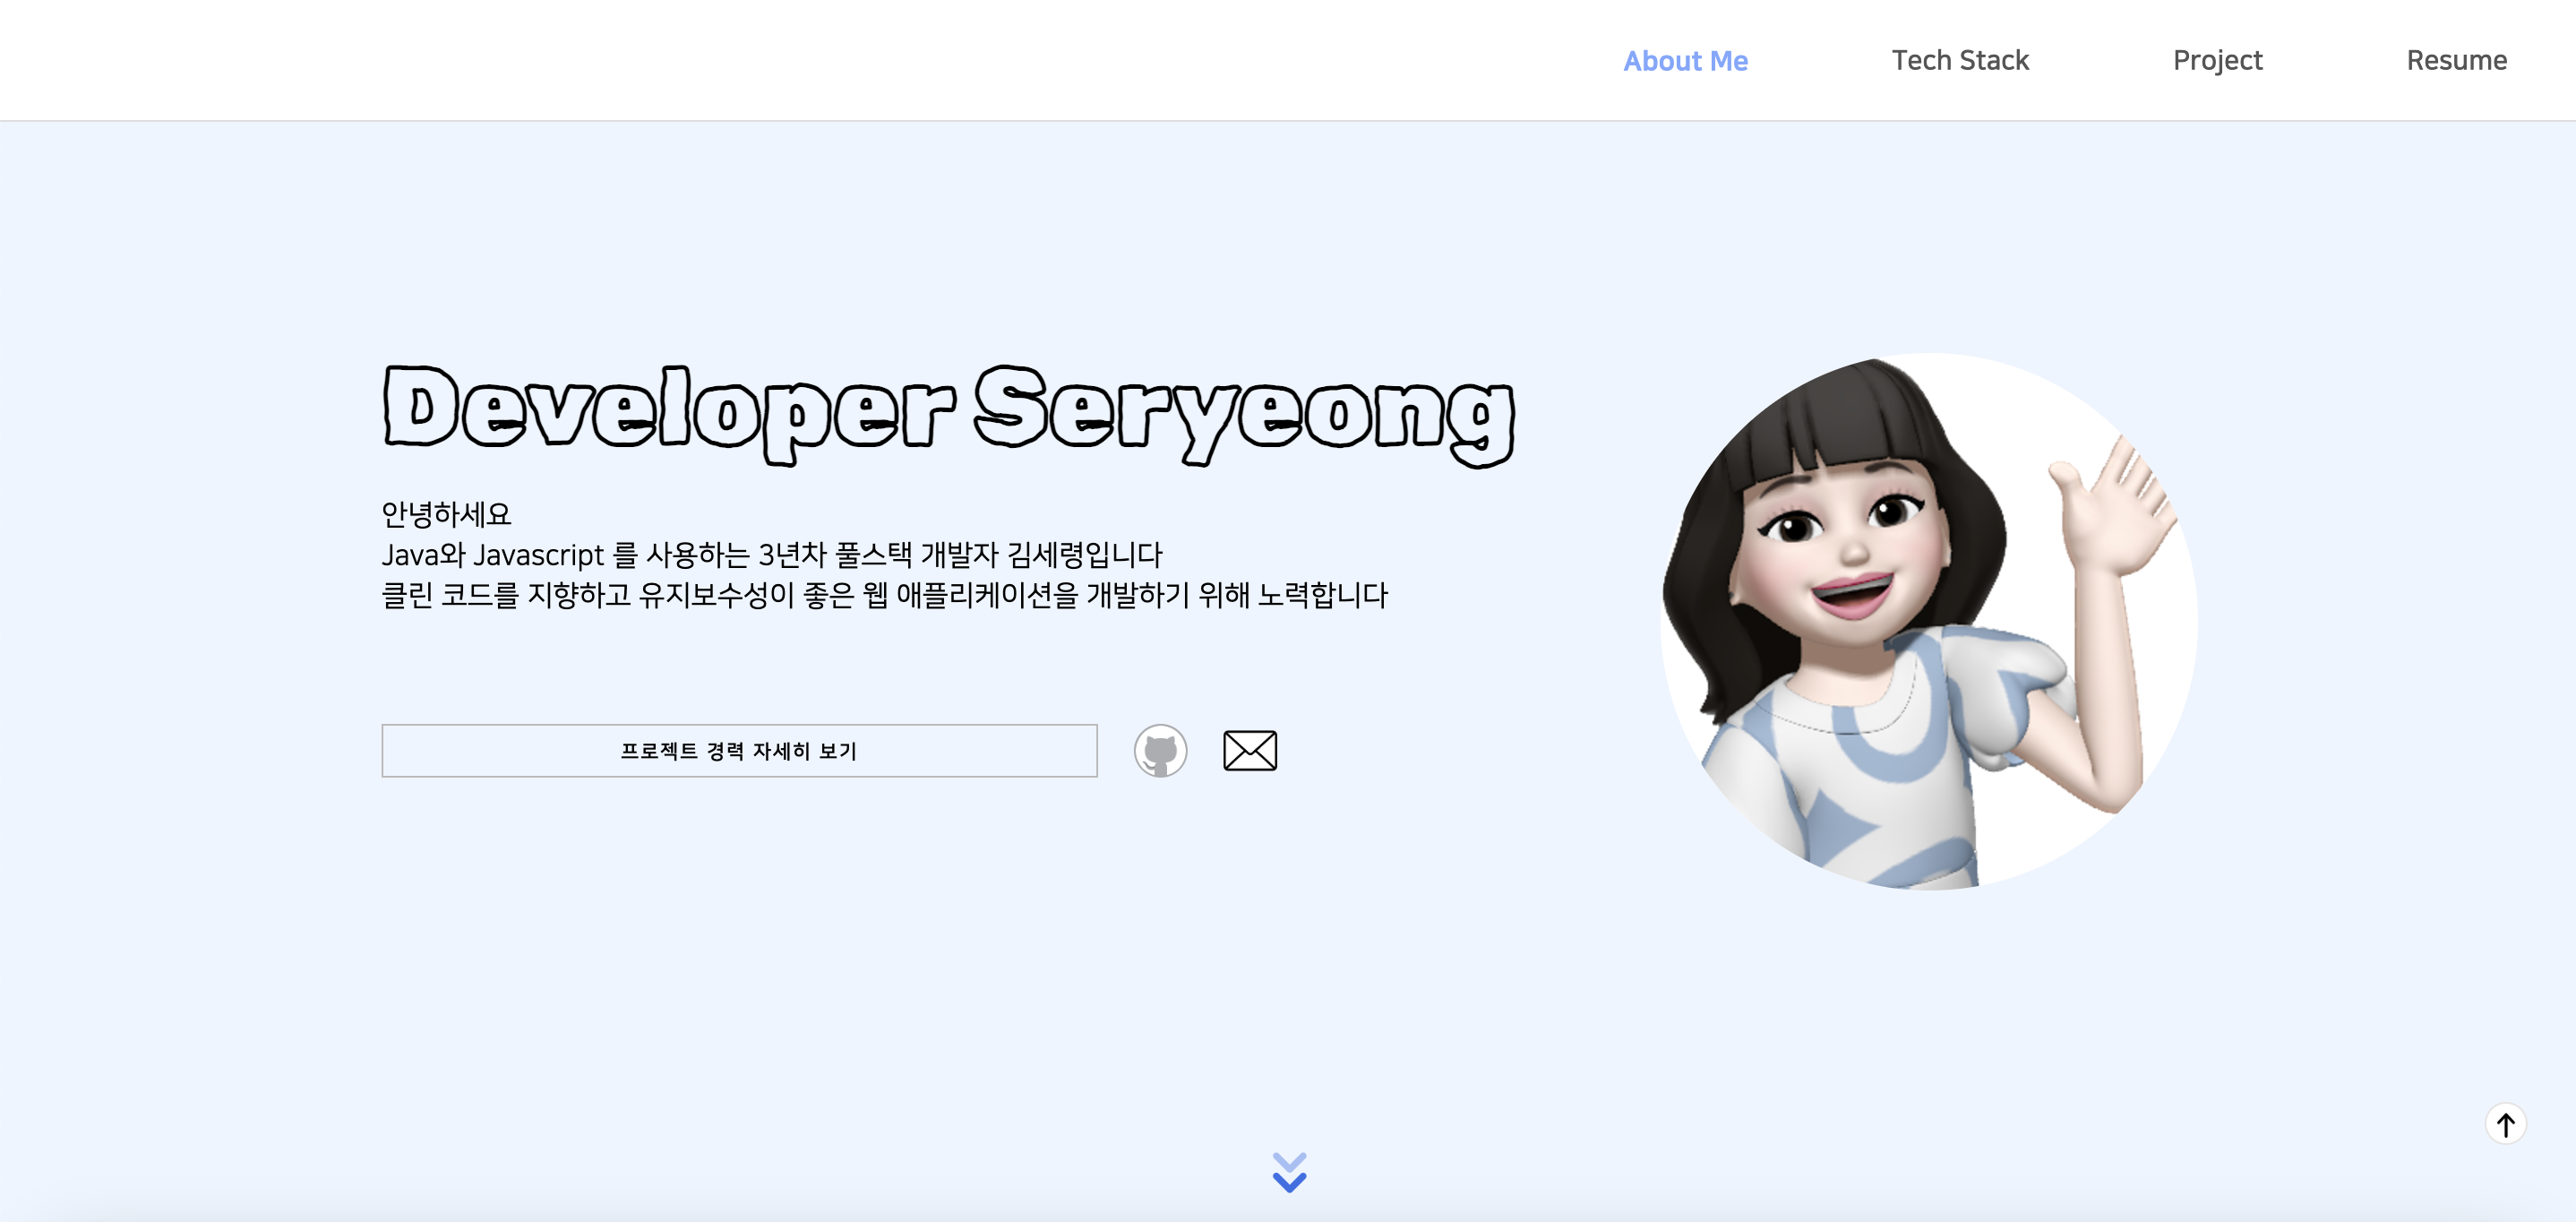 About Me
Tech Stack
Project
Resume
Developer Seryeong
안녕하세요
Java와 Javascript 를 사용하는 3년차 풀스택 개발자 김세령입니다
클린 코드를 지향하고 유지보수성이 좋은 웹 애플리케이션을 개발하기 위해 노력합니다
프로젝트 경력 자세히 보기